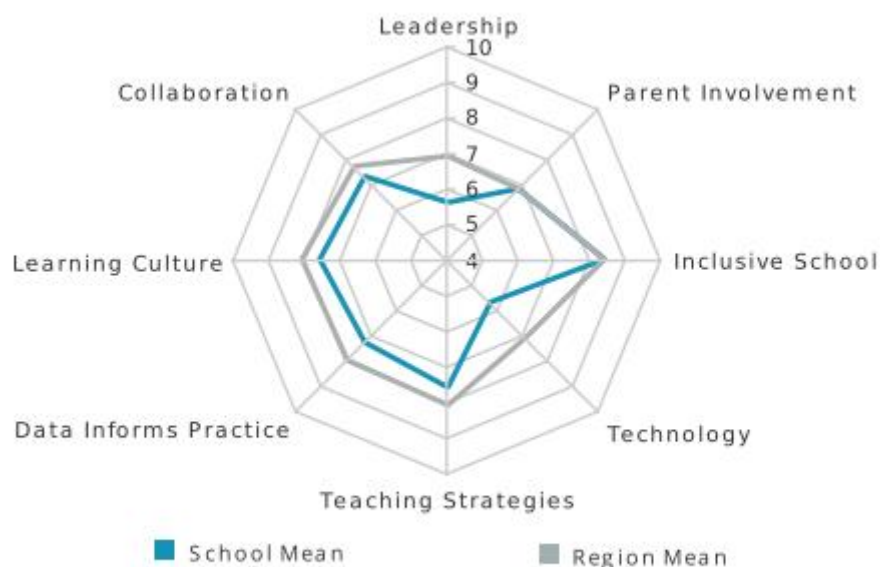 Leadership
10
Collaboration
Parent Involvement
9
8
7
6
5
Learning Culture
4
Inclusive School
Data Informs Practice
Technology
Teaching Strategies
School Mean
Region Mean